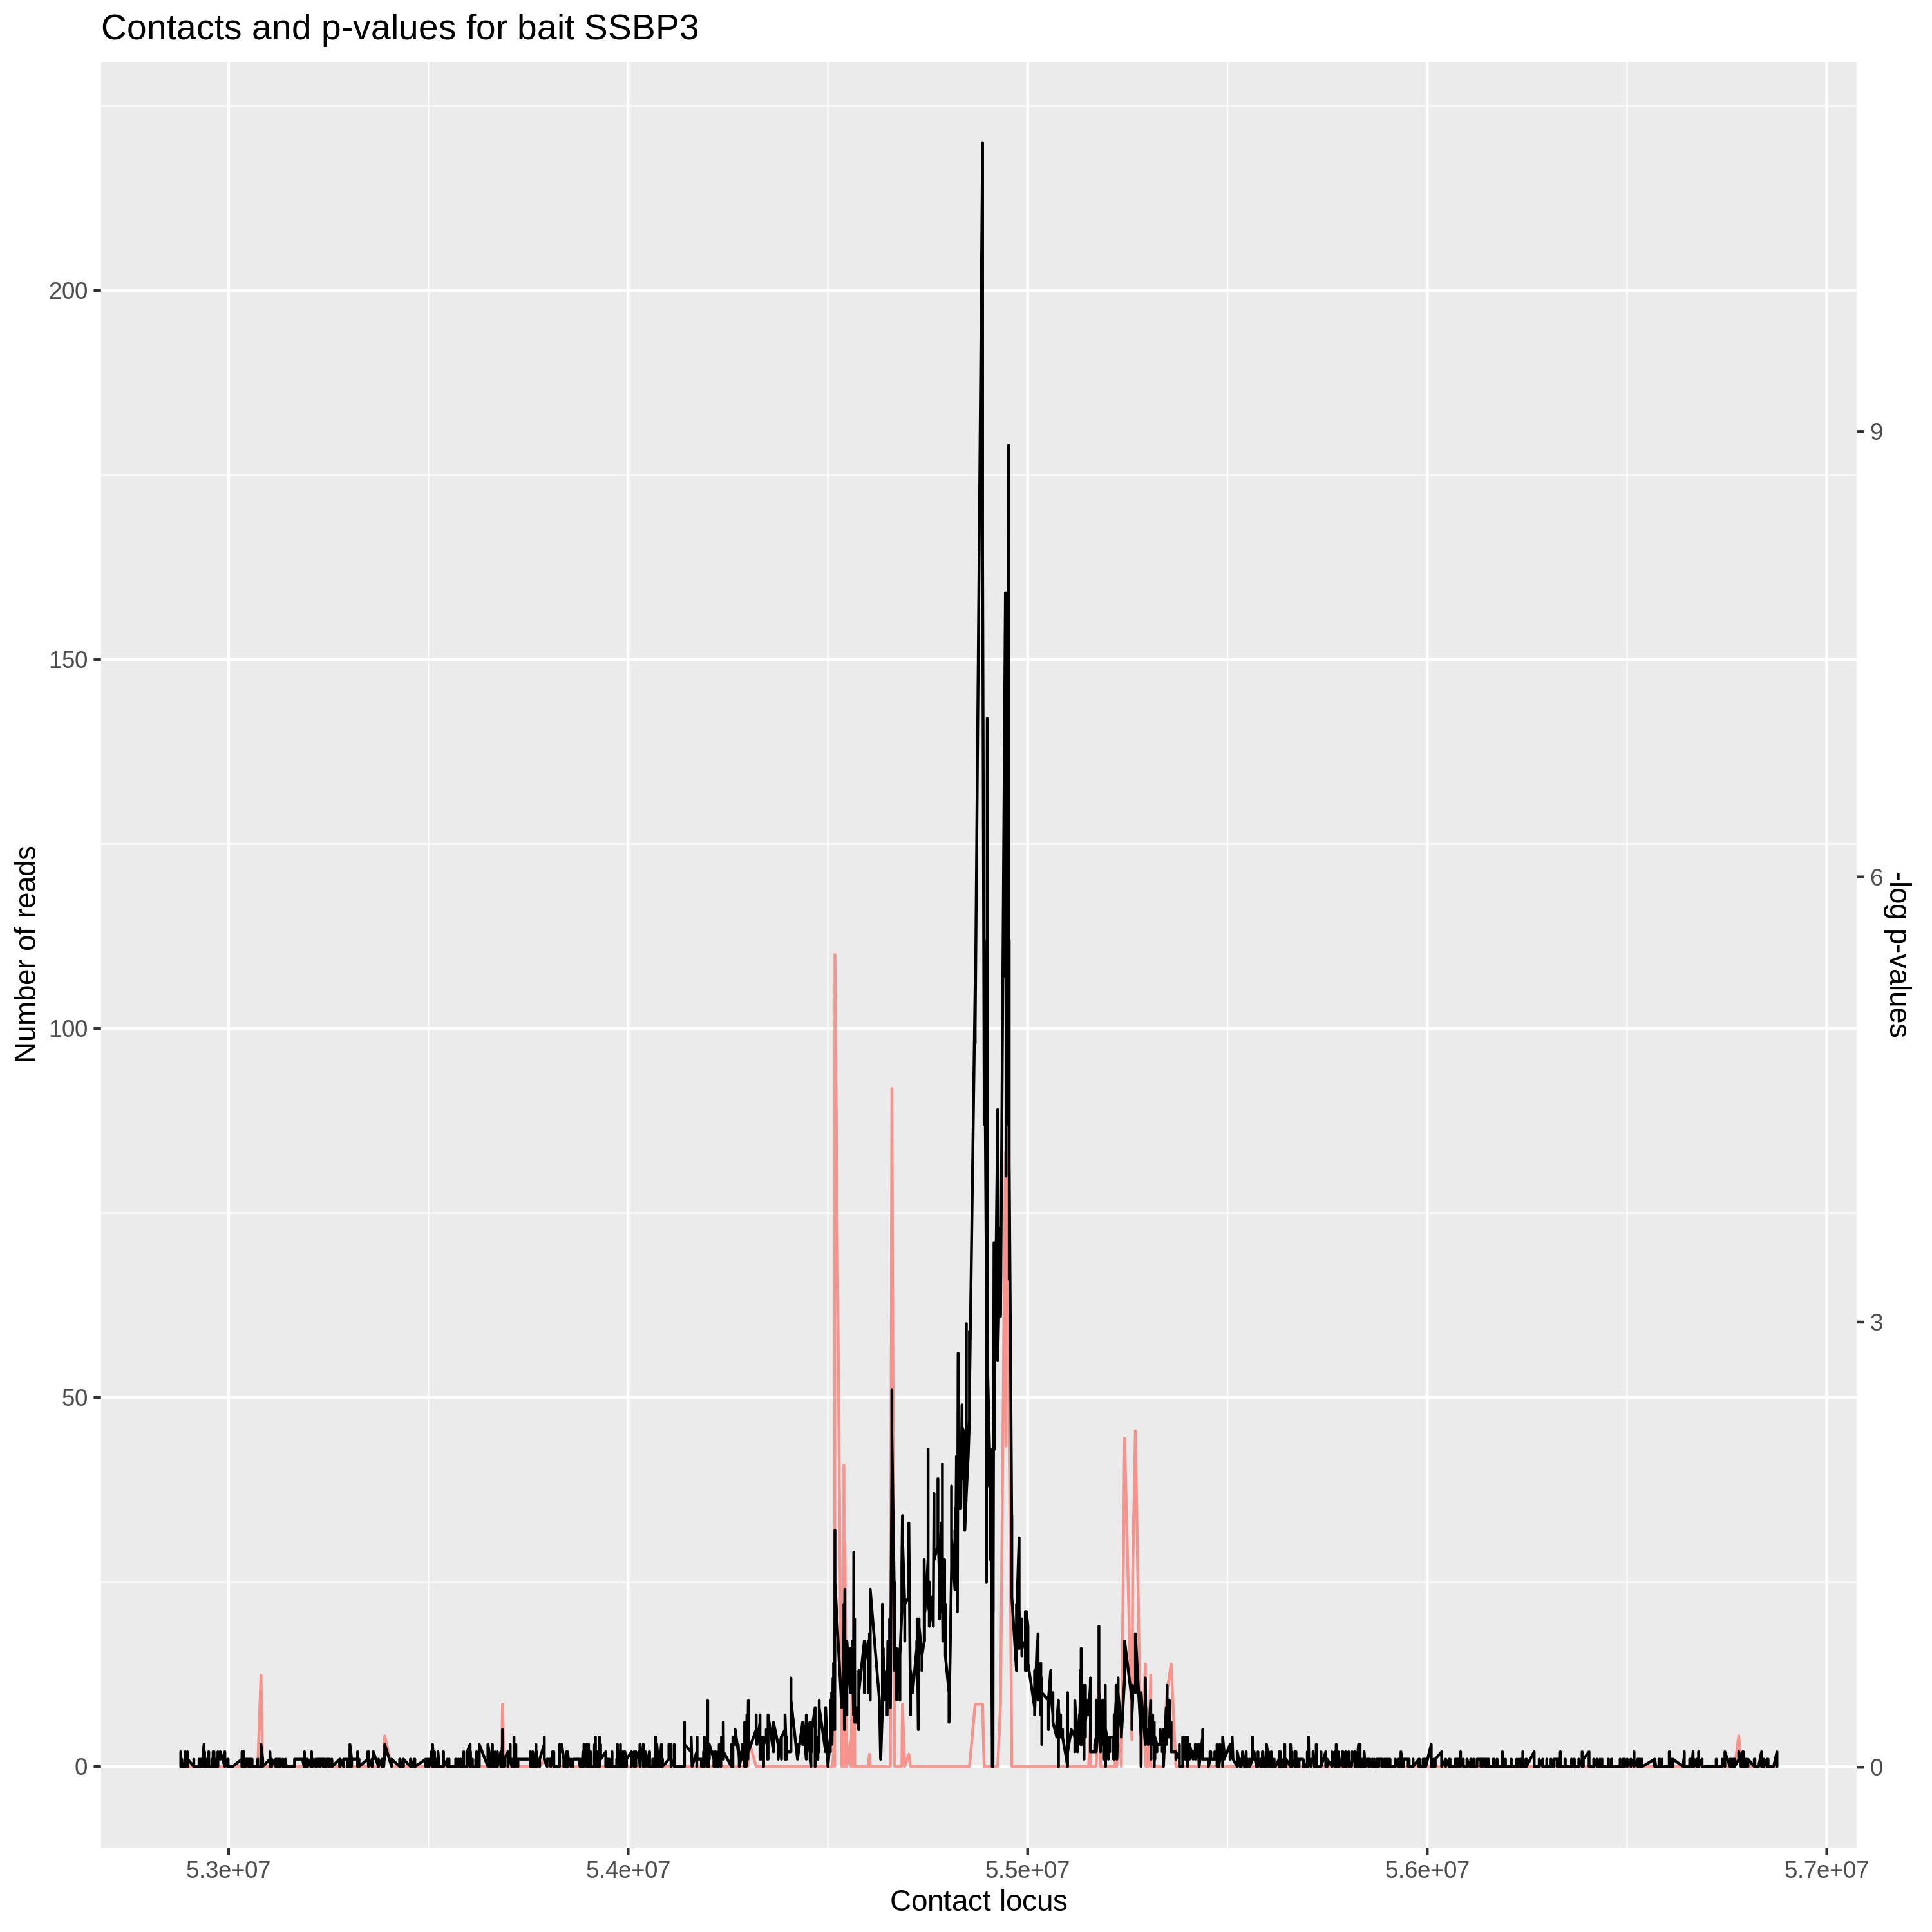 Contacts and p-values for bait SSBP3
Number of reads
200
150
100
50
0
9
6
3
0
-log p-values
5.3e+07
5.4e+07
5.5e+07
5.6e+07
5.7e+07
Contact locus